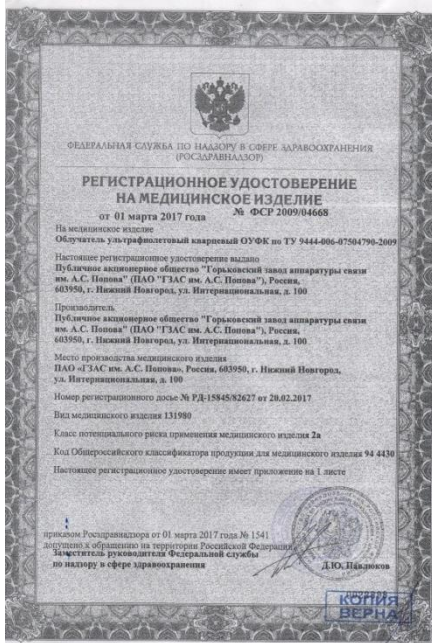 ФЕДЕРАЛЬНАЯ СЛУЖБА ПО НАДЗОРУ В СФЕРЕ ЗДРАВООХРАНЕНИЯ
(РОСЗДРАВНАДЗОР)
РЕГИСТРАЦИОННОЕ УДОСТОВЕРЕНИЕ
НА МЕДИЦИНСКОЕ ИЗДЕЛИЕ
от 01 марта 2017 года № ФСР 2009/04668
На медицинское изделие
Облучатель ультрафиолетовый кварцевый ОУФК по ТУ 9444-006-07504790-2009
Настоящее регистрационное удостоверение выдано
Публичное акционерное общество "Горьковский завод аппаратуры связи
им. А.С. Попова" (ПАО "ГЗАС им. А.С. Попова"), Россия,
603950, г. Нижний Новгород, ул. Интернациональная, д. 100
Производитель
Публичное акционерное общество "Горьковский завод аппаратуры связи
им. А.С. Попова" (ПАО "ГЗАС им. А.С. Попова"), Россия,
603950, г. Нижний Новгород, ул. Интернациональная, д. 100
Место производства медицинского изделия
ПАО «ГЗАС им. А.С. Попова», Россия, 603950, г. Нижний Новгород,
ул. Интернациональная, д. 100
Номер регистрационного досье № РД-15845/82627 от 20.02.2017
Вид медицинского изделия 131980
Класс потенциального риска применения медицинского изделия 2а
Код Общероссийского классификатора продукции для медицинского изделия 94 4430
Настоящее регистрационное удостоверение имеет приложение на 1 листе
приказом Росздравнадзора от 01 марта 2017 года № 1541
допущено к обращению на территории Российской Федерации
Заместитель руководителя Федеральной службы
по надзору в сфере здравоохранения
Д.Ю. Павлюков
КОПИЯ
ВЕРНА